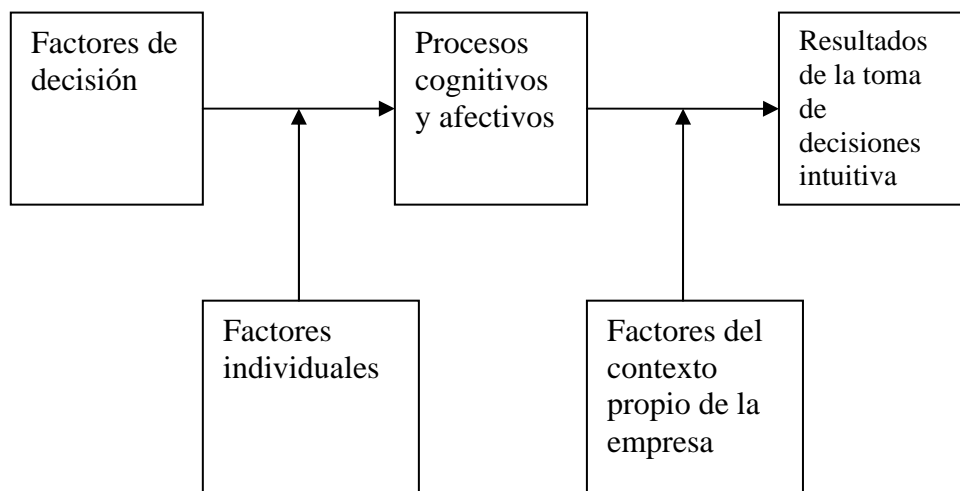 Factores de
decisión
Procesos
cognitivos
y afectivos
Resultados
de la toma
de
decisiones
intuitiva
Factores
individuales
Factores del
contexto
propio de la
empresa